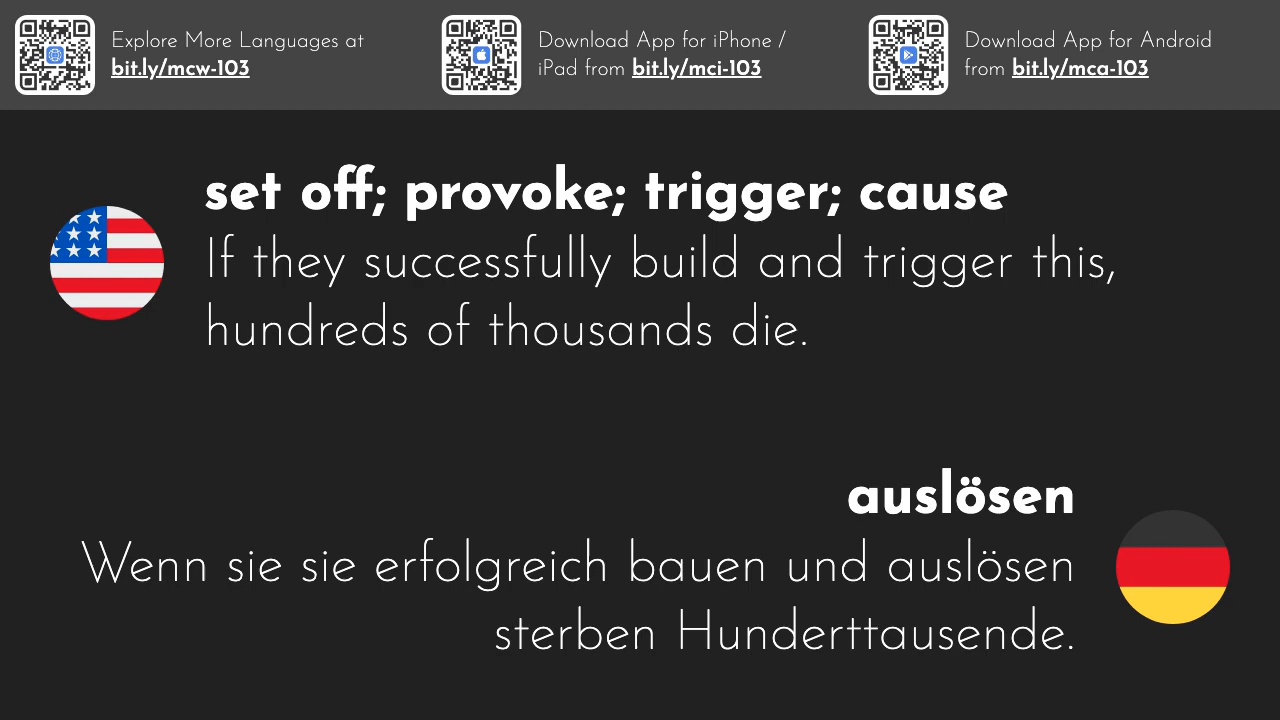 Explore More Languages at
bit.ly/mcw-103
Download App for iPhone /
iPad from bit.ly/mci-103
Download App for Android
from bit.ly/mca-103
set off; provoke; trigger; cause
If they successfully build and trigger this,
hundreds of thousands die.
auslösen
Wenn sie sie erfolgreich bauen und auslösen
sterben Hunderttausende.